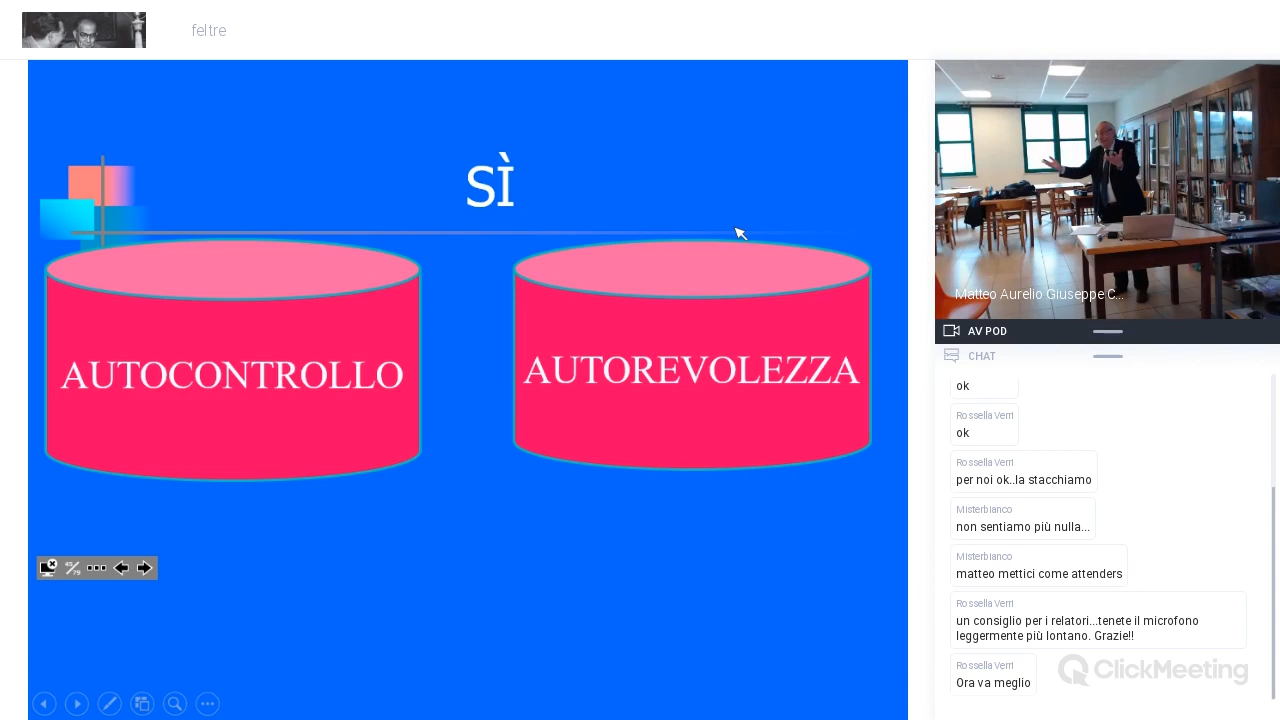 feltre
SÌ
AUTOCONTROLLO
AUTOREVOLEZZA
45/79
Matteo Aurelio Giuseppe C...
AV POD
CHAT
ok
Rossella Verri
ok
Rossella Verri
per noi ok..la stacchiamo
Misterbianco
non sentiamo più nulla...
Misterbianco
matteo mettici come attenders
Rossella Verri
un consiglio per i relatori...tenete il microfono
leggermente più lontano. Grazie!!
Rossella Verri
Ora va meglio
ClickMeeting